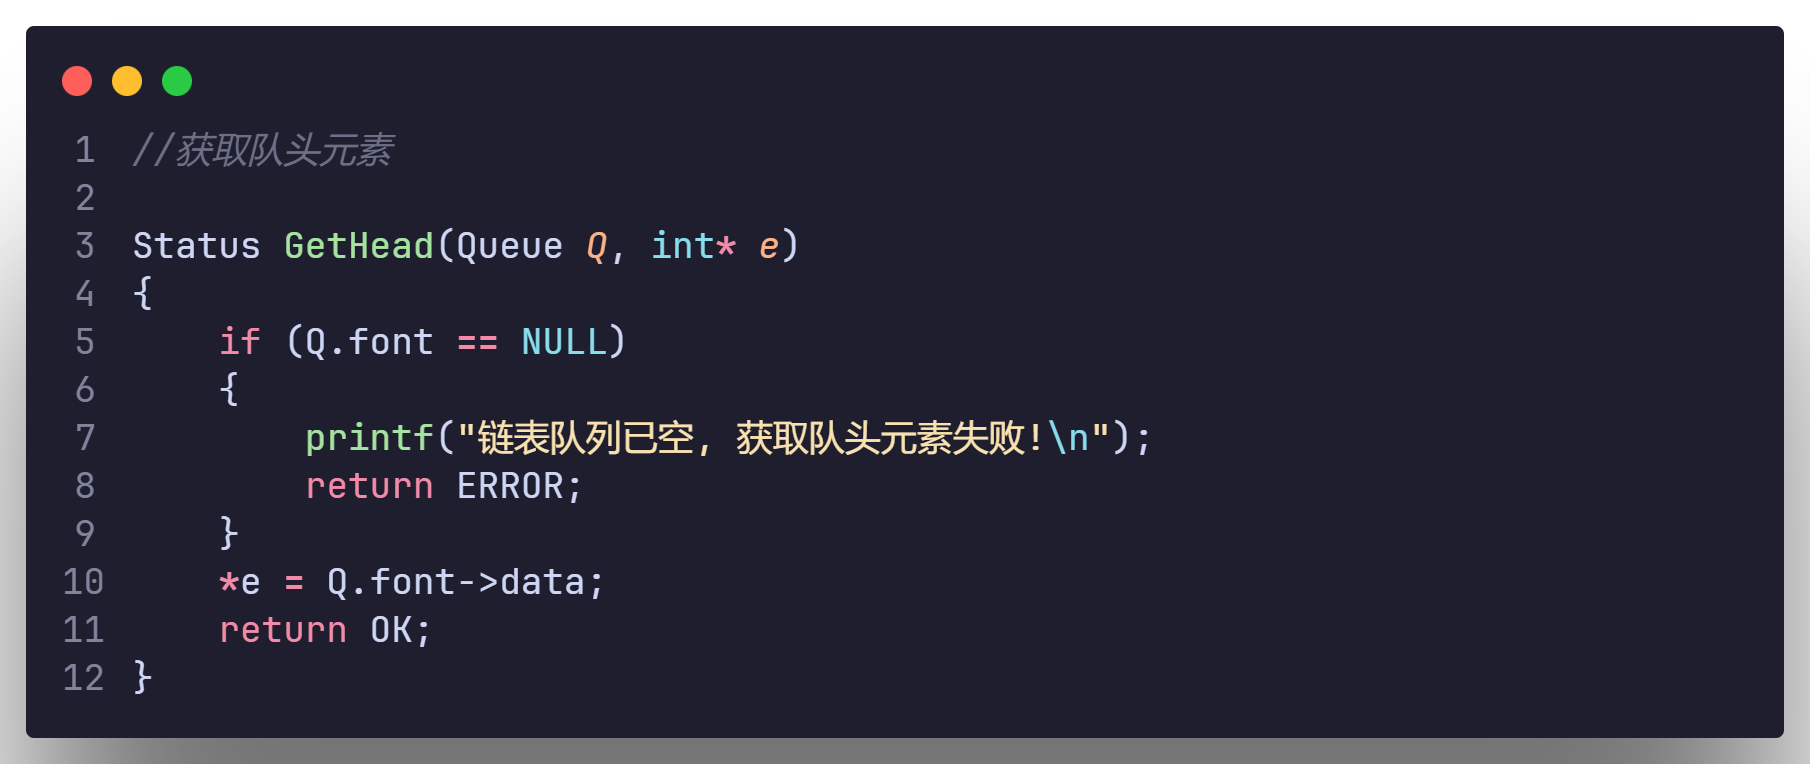 1 //获取队头元素
2
3 Status GetHead(Queue Q, int* e)
4 {
5     if (Q.font == NULL)
6     {
7         printf("链表队列已空, 获取队头元素失败!\n");
8         return ERROR;
9     }
10     *e = Q.font->data;
11     return OK;
12 }